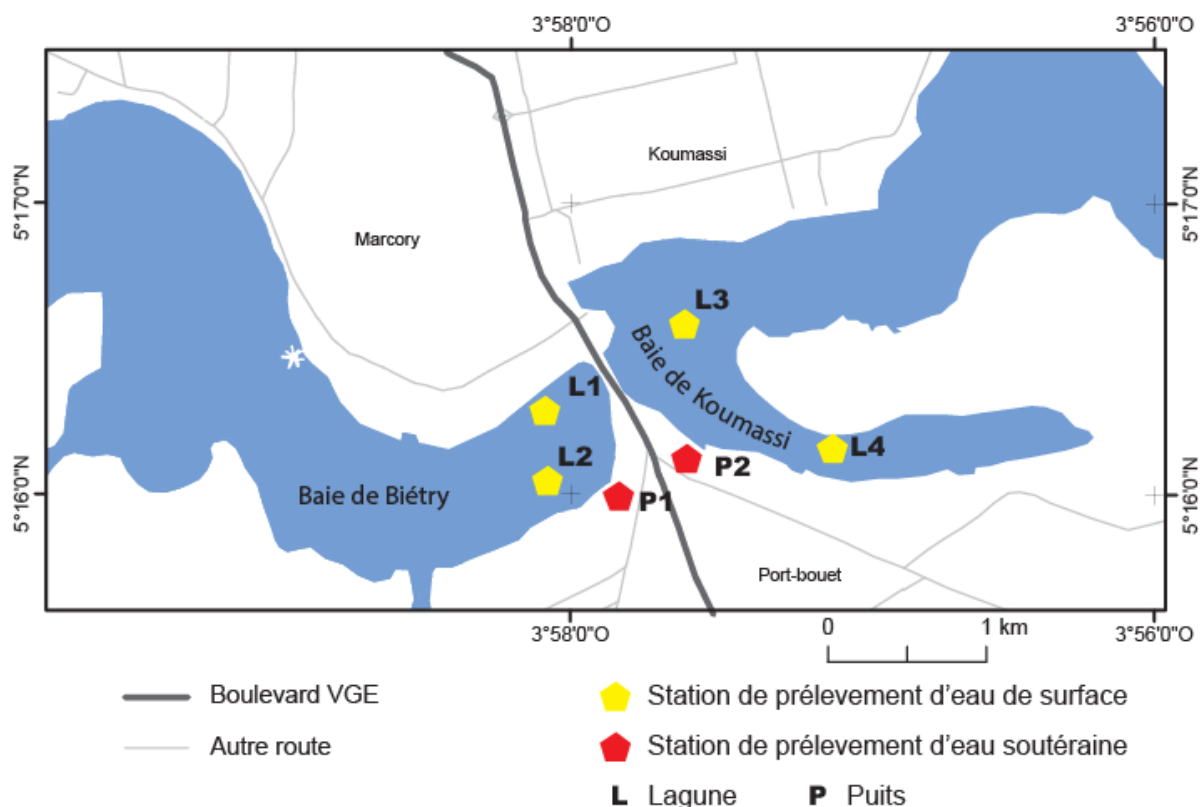 3°58'0"O
3°56'0"O
5°17'0"N
5°17'0"N
Koumassi
Marcory
L3
Baie de Koumassi
L1
L2
L4
P2
P1
Baie de Biétry
5°16'0"N
5°16'0"N
Port-bouet
3°58'0"O
3°56'0"O
0 1 km
Boulevard VGE
Autre route
Station de prélevement d'eau de surface
Station de prélevement d'eau soutéraine
L Lagune P Puits